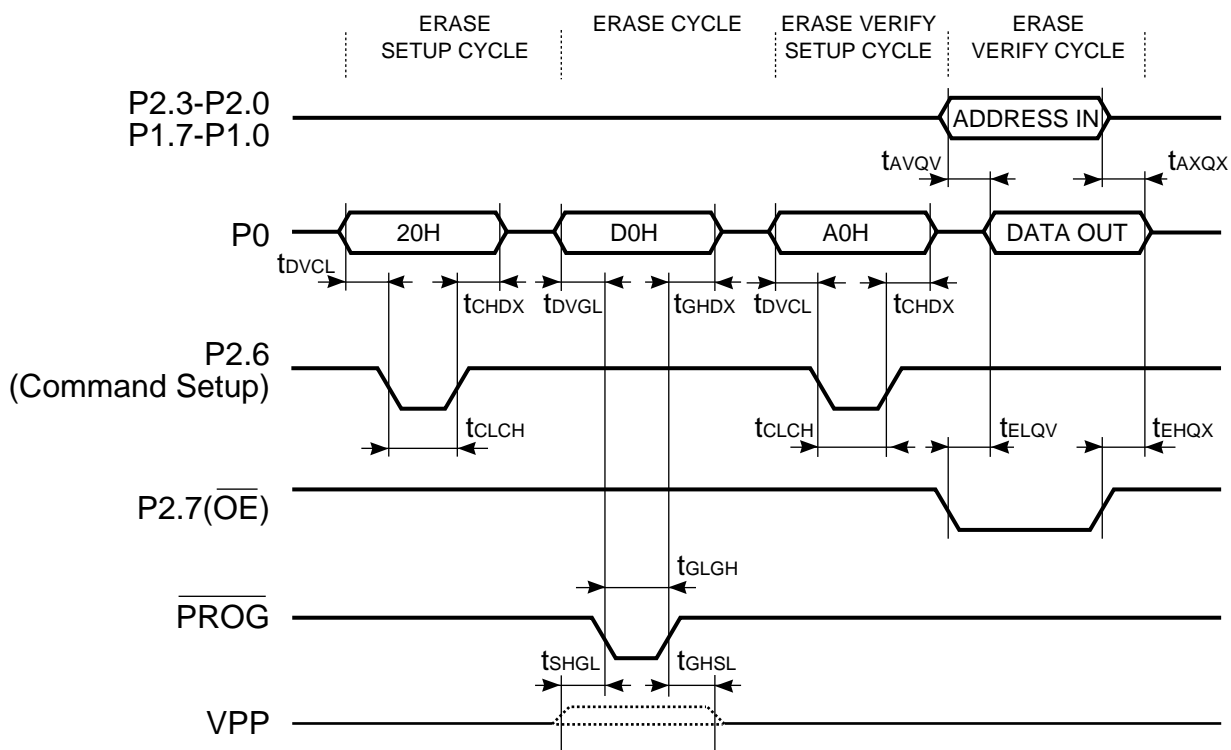 ERASE
SETUP CYCLE
ERASE CYCLE
ERASE VERIFY
SETUP CYCLE
ERASE
VERIFY CYCLE
P2.3-P2.0
P1.7-P1.0
ADDRESS IN
tAVQV
tAXQX
P0
20H
D0H
A0H
DATA OUT
tDVCL
tCHDX
tDVGL
tGHDX
tDVCL
tCHDX
P2.6
(Command Setup)
tCLCH
tCLCH
tELQV
tEHQX
P2.7(OE)
tGLGH
PROG
tSHGL
tGHSL
VPP